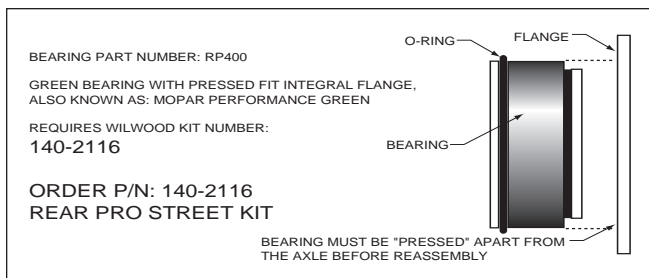 BEARING PART NUMBER: RP400
GREEN BEARING WITH PRESSED FIT INTEGRAL FLANGE,
ALSO KNOWN AS: MOPAR PERFORMANCE GREEN
REQUIRES WILWOOD KIT NUMBER:
140-2116
ORDER P/N: 140-2116
REAR PRO STREET KIT
O-RING
FLANGE
BEARING
BEARING MUST BE "PRESSED" APART FROM
THE AXLE BEFORE REASSEMBLY